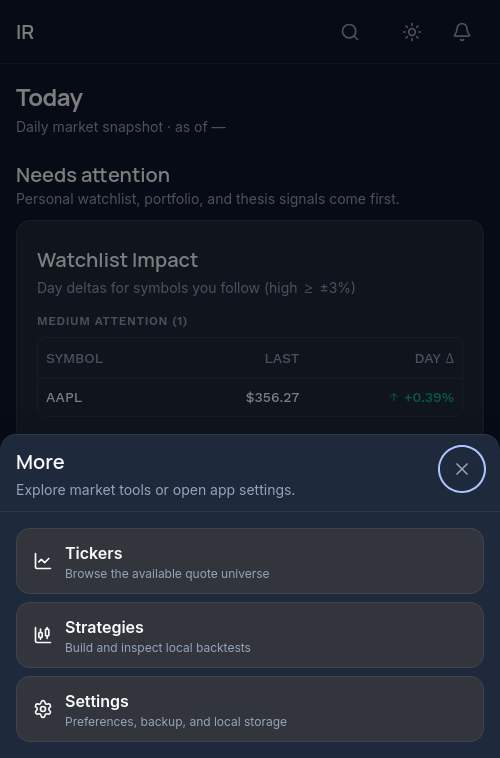 IR
Today
Daily market snapshot · as of —
Needs attention
Personal watchlist, portfolio, and thesis signals come first.
Watchlist Impact
Day deltas for symbols you follow (high ≥ ±3%)
MEDIUM ATTENTION (1)
SYMBOL LAST DAY Δ
AAPL $356.27 ↑ +0.39%
More
Explore market tools or open app settings.
Tickers
Browse the available quote universe
Strategies
Build and inspect local backtests
Settings
Preferences, backup, and local storage